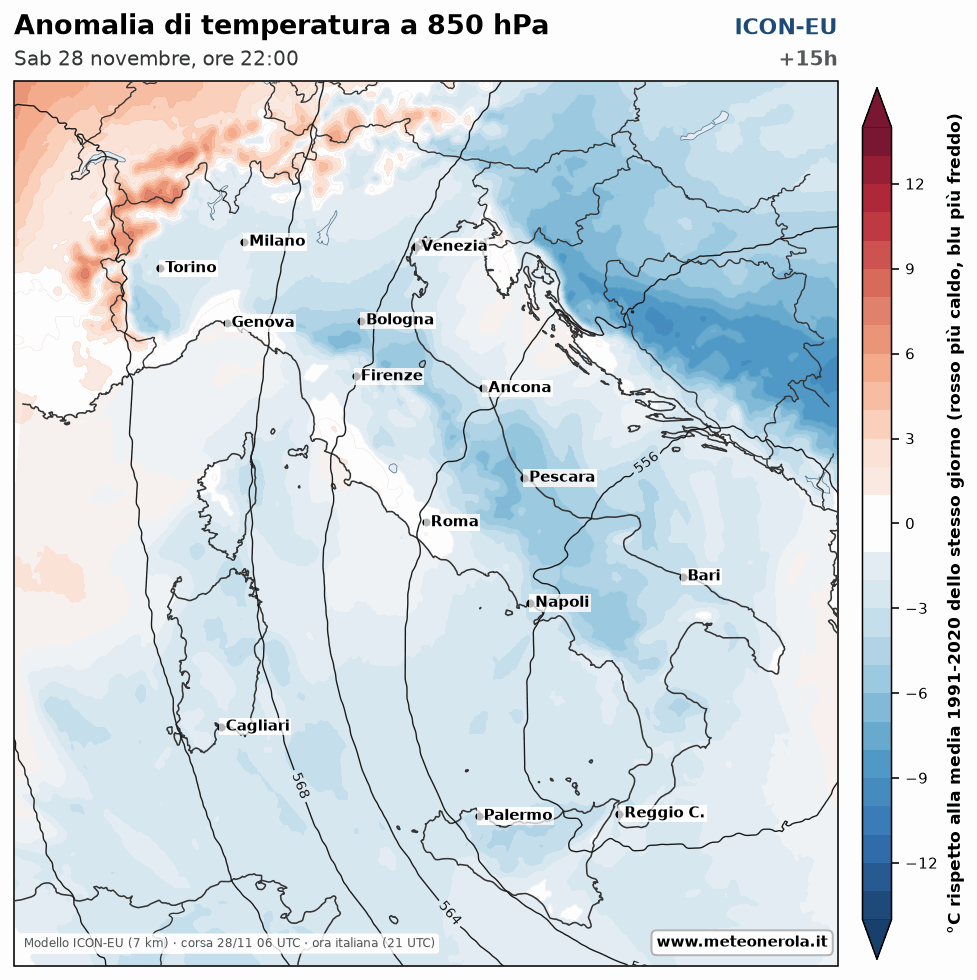 Anomalia di temperatura a 850 hPa
ICON-EU
Sab 28 novembre, ore 22:00
+15h
Milano
Venezia
Torino
Genova
Bologna
Firenze
Ancona
556
Pescara
Roma
Bari
Napoli
Cagliari
568
Palermo
Reggio C.
564
Modello ICON-EU (7 km) · corsa 28/11 06 UTC · ora italiana (21 UTC)
www.meteonerola.it
12
9
6
3
0
−3
−6
−9
−12
°C rispetto alla media 1991-2020 dello stesso giorno (rosso più caldo, blu più freddo)